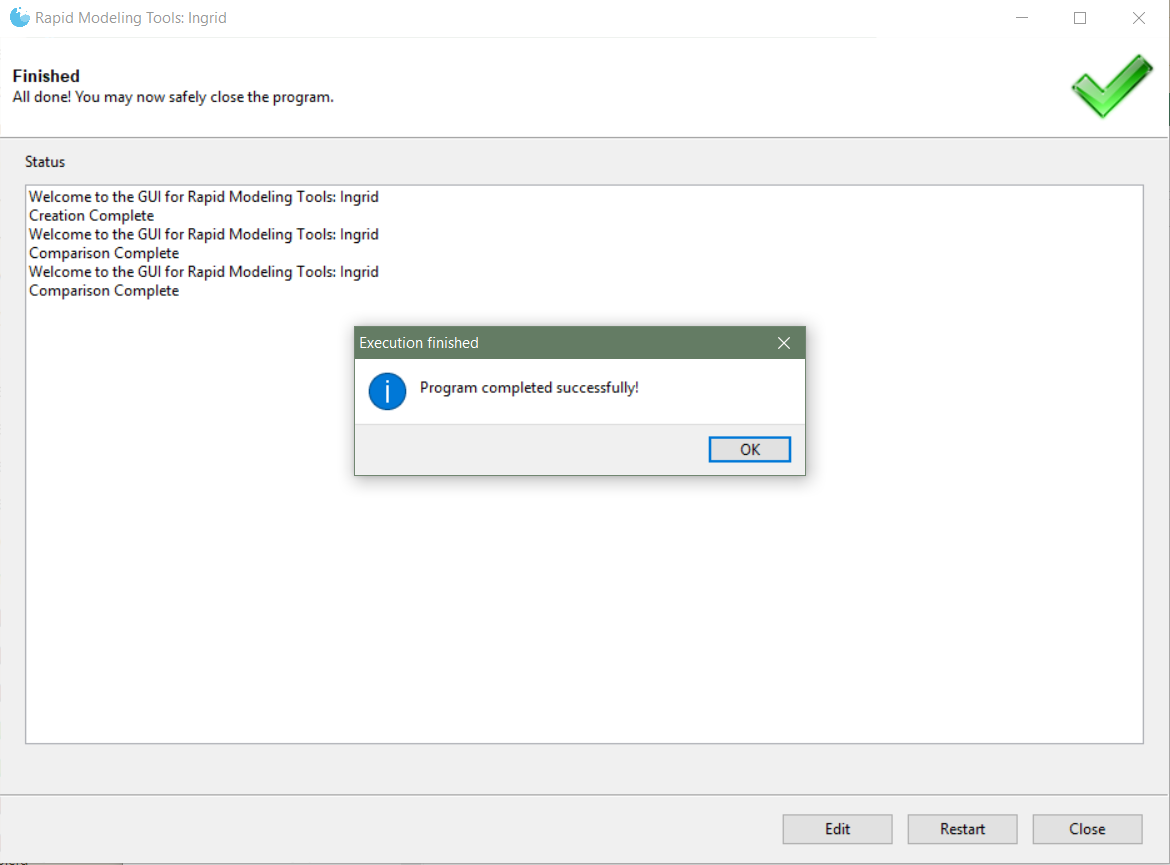 Rapid Modeling Tools: Ingrid
Finished
All done! You may now safely close the program.
Status
Welcome to the GUI for Rapid Modeling Tools: Ingrid
Creation Complete
Welcome to the GUI for Rapid Modeling Tools: Ingrid
Comparison Complete
Welcome to the GUI for Rapid Modeling Tools: Ingrid
Comparison Complete
Execution finished
i
Program completed successfully!
OK
Edit
Restart
Close